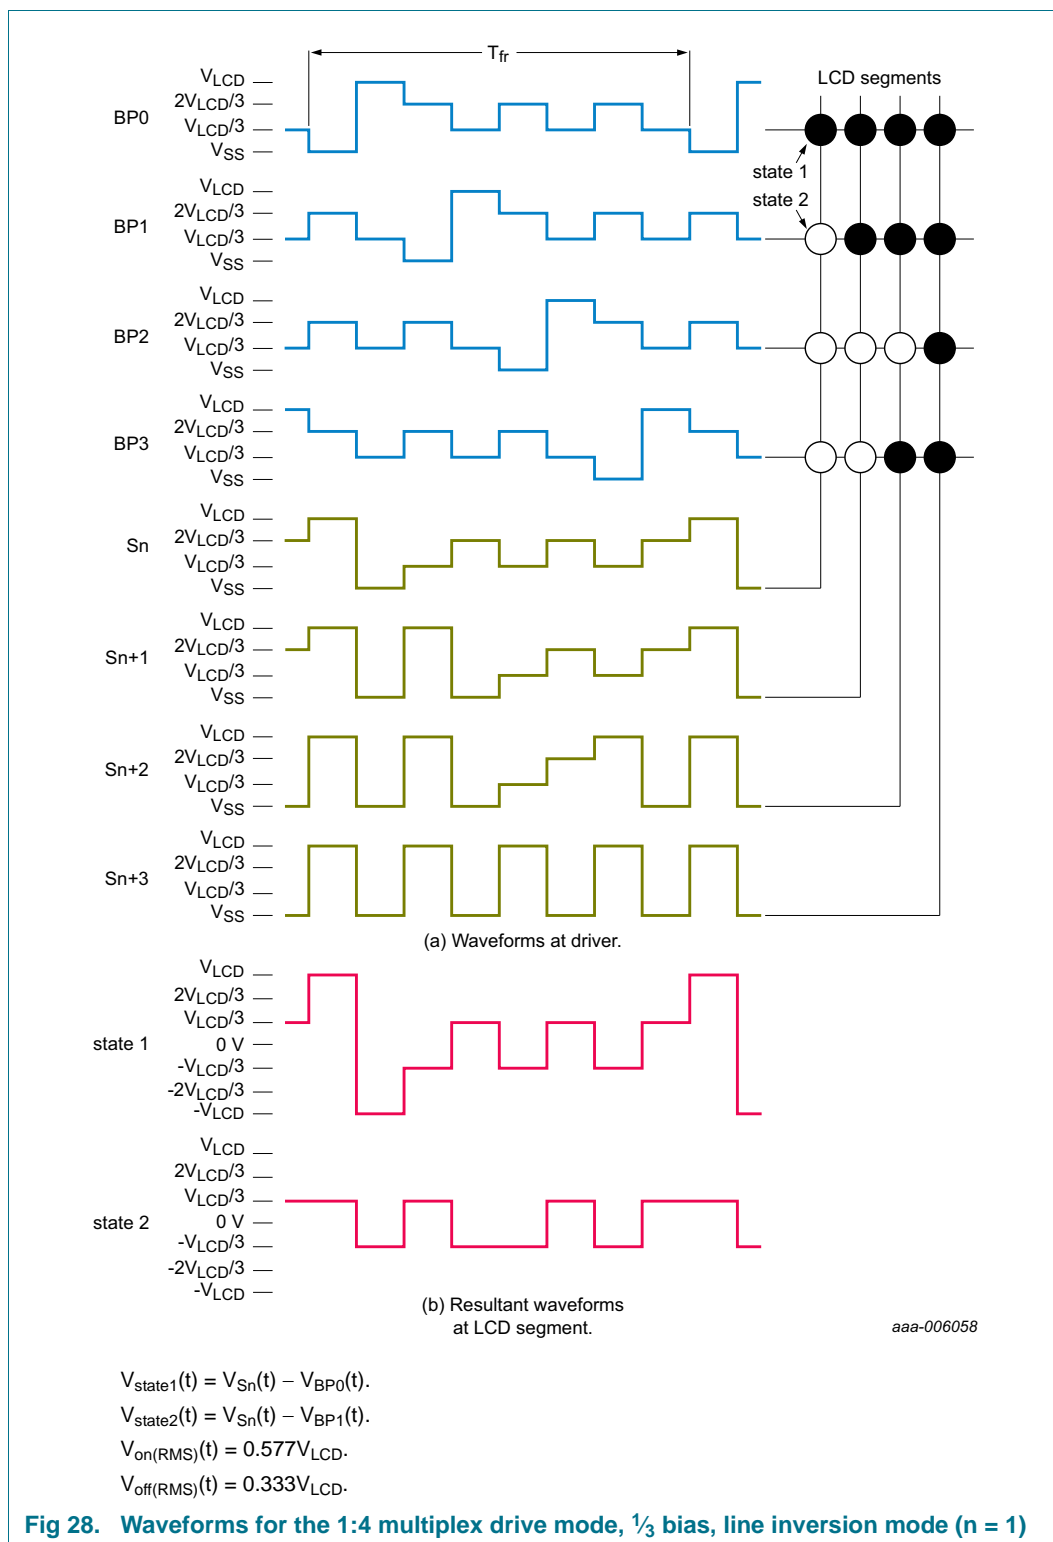 Tfr
VLCD
2VLCD/3
BP0
VLCD/3
VSS
LCD segments
state 1
state 2
VLCD
2VLCD/3
BP1
VLCD/3
VSS
VLCD
2VLCD/3
BP2
VLCD/3
VSS
VLCD
2VLCD/3
BP3
VLCD/3
VSS
VLCD
2VLCD/3
Sn
VLCD/3
VSS
VLCD
2VLCD/3
Sn+1
VLCD/3
VSS
VLCD
2VLCD/3
Sn+2
VLCD/3
VSS
VLCD
2VLCD/3
Sn+3
VLCD/3
VSS
(a) Waveforms at driver.
VLCD
2VLCD/3
VLCD/3
state 1
0 V
-VLCD/3
-2VLCD/3
-VLCD
VLCD
2VLCD/3
VLCD/3
state 2
0 V
-VLCD/3
-2VLCD/3
-VLCD
(b) Resultant waveforms
at LCD segment.
aaa-006058
Vstate1(t) = VSn(t) − VBP0(t).
Vstate2(t) = VSn(t) − VBP1(t).
Von(RMS)(t) = 0.577VLCD.
Voff(RMS)(t) = 0.333VLCD.
Fig 28. Waveforms for the 1:4 multiplex drive mode, 1⁄3 bias, line inversion mode (n = 1)